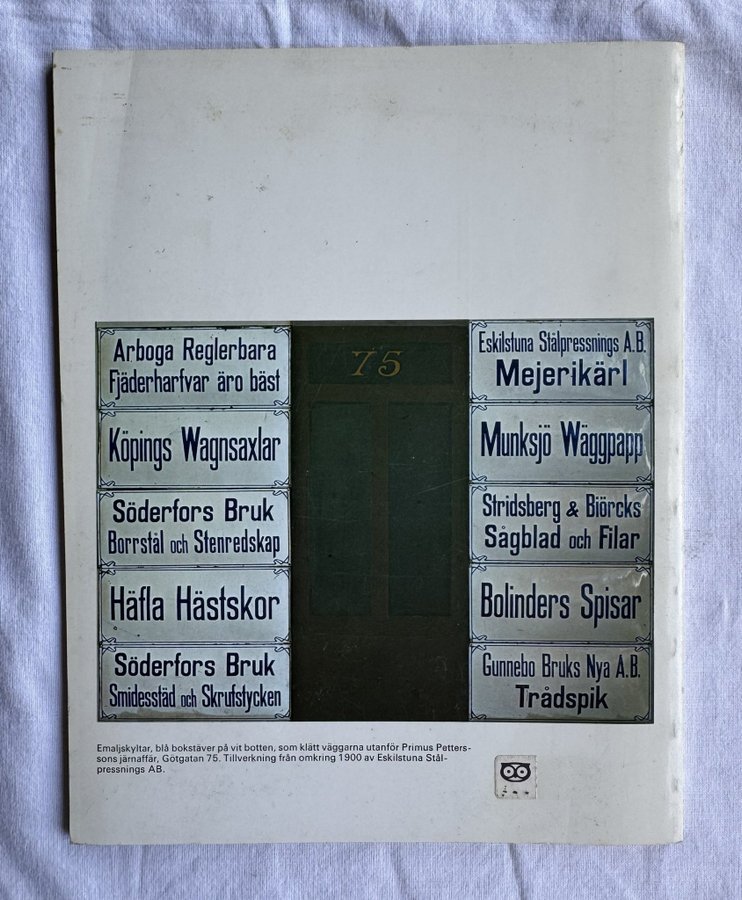 Arboga Reglerbara
Fjäderharfvar äro bäst
Köpings Wagnsaxlar
Söderfors Bruk
Borrstål och Stenredskap
Häfla Hästskor
Söderfors Bruk
Smidesstäd och Skrufstycken
75
Eskilstuna Stålpressnings A.B.
Mejerikärl
Munksjö Wäggpapp
Stridsberg & Biörcks
Sågblad och Filar
Bolinders Spisar
Gunnebo Bruks Nya A.B.
Trådspik
Emaljskyltar, blå bokstäver på vit botten, som klätt väggarna utanför Primus Petters-
sons järnaffär, Götgatan 75. Tillverkning från omkring 1900 av Eskilstuna Stål-
pressnings AB.